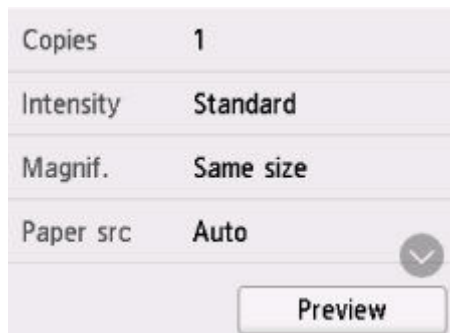 Copies 1
Intensity Standard
Magnif. Same size
Paper src Auto
Preview